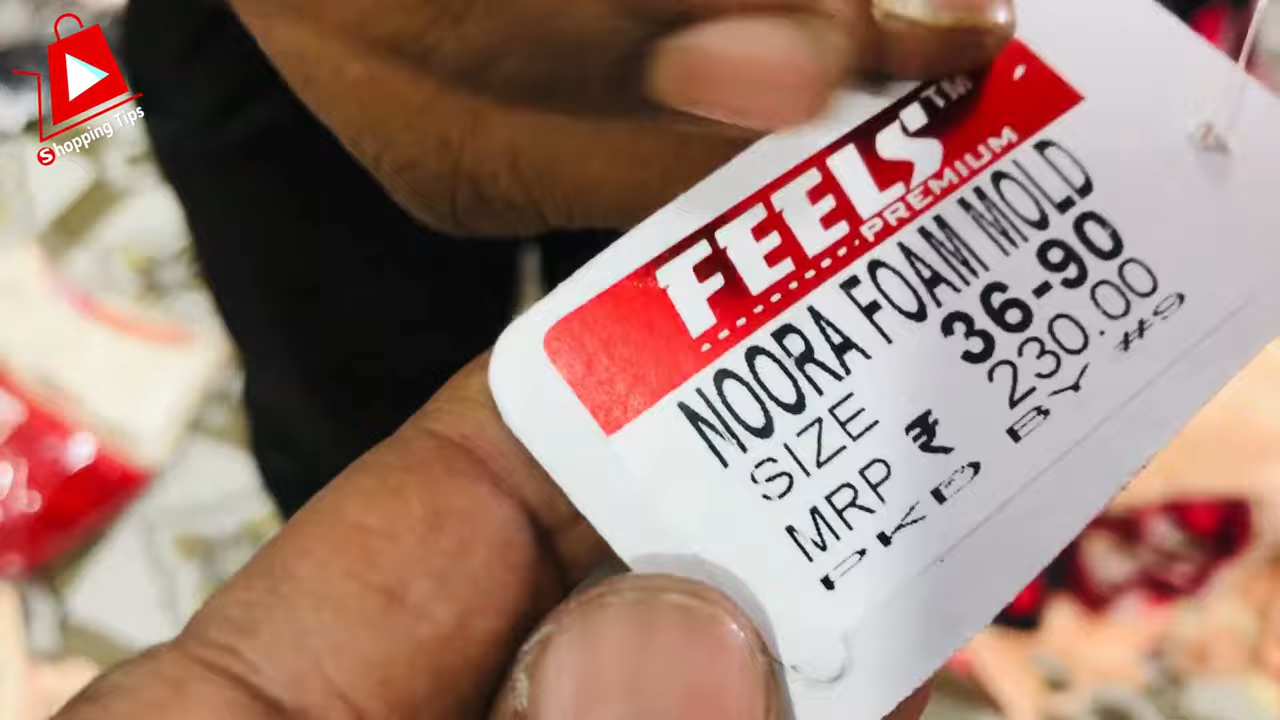 Shopping Tips
FEELS™
PREMIUM
NOORA FOAM MOLD
SIZE 36-90
MRP ₹ 230.00
PKD BY #9